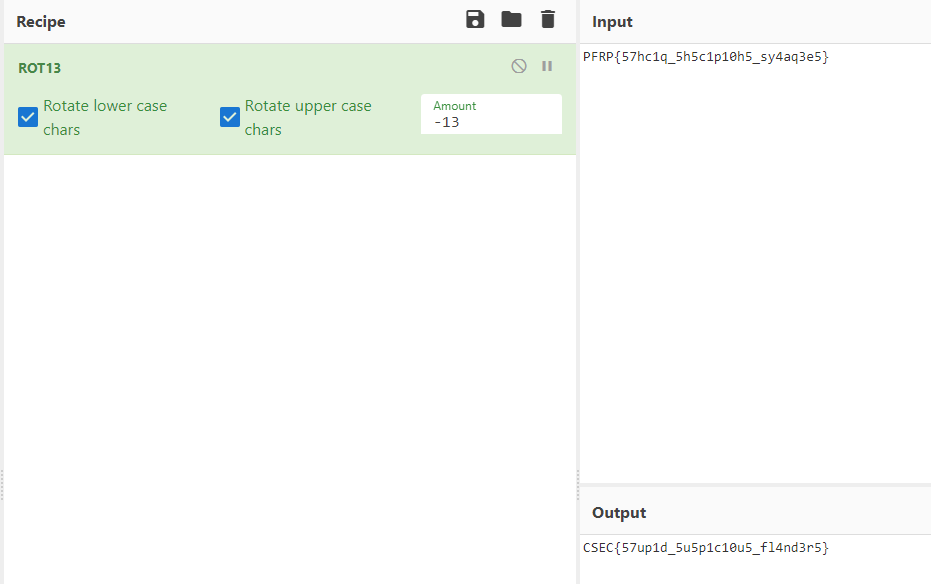 Recipe
ROT13
Rotate lower case chars
Rotate upper case chars
Amount
-13
Input
PFRP{57hc1q_5h5c1p10h5_sy4aq3e5}
Output
CSEC{57up1d_5u5p1c10u5_fl4nd3r5}